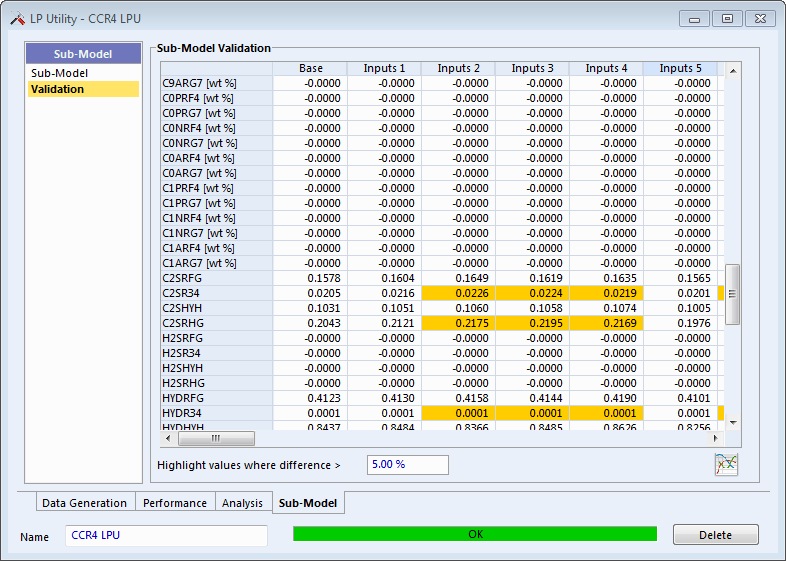 LP Utility - CCR4 LPU
Sub-Model
Sub-Model
Validation
Sub-Model Validation
Base Inputs 1 Inputs 2 Inputs 3 Inputs 4 Inputs 5
C9ARG7 [wt %] -0.0000 -0.0000 -0.0000 -0.0000 -0.0000 -0.0000
C0PRF4 [wt %] -0.0000 -0.0000 -0.0000 -0.0000 -0.0000 -0.0000
C0PRG7 [wt %] -0.0000 -0.0000 -0.0000 -0.0000 -0.0000 -0.0000
C0NRF4 [wt %] -0.0000 -0.0000 -0.0000 -0.0000 -0.0000 -0.0000
C0NRG7 [wt %] -0.0000 -0.0000 -0.0000 -0.0000 -0.0000 -0.0000
C0ARF4 [wt %] -0.0000 -0.0000 -0.0000 -0.0000 -0.0000 -0.0000
C0ARG7 [wt %] -0.0000 -0.0000 -0.0000 -0.0000 -0.0000 -0.0000
C1PRF4 [wt %] -0.0000 -0.0000 -0.0000 -0.0000 -0.0000 -0.0000
C1PRG7 [wt %] -0.0000 -0.0000 -0.0000 -0.0000 -0.0000 -0.0000
C1NRF4 [wt %] -0.0000 -0.0000 -0.0000 -0.0000 -0.0000 -0.0000
C1NRG7 [wt %] -0.0000 -0.0000 -0.0000 -0.0000 -0.0000 -0.0000
C1ARF4 [wt %] -0.0000 -0.0000 -0.0000 -0.0000 -0.0000 -0.0000
C1ARG7 [wt %] -0.0000 -0.0000 -0.0000 -0.0000 -0.0000 -0.0000
C2SRFG 0.1578 0.1604 0.1649 0.1619 0.1635 0.1565
C2SR34 0.0205 0.0216 0.0226 0.0224 0.0219 0.0201
C2SHYH 0.1031 0.1051 0.1060 0.1058 0.1074 0.1005
C2SRHG 0.2043 0.2121 0.2175 0.2195 0.2169 0.1976
H2SRFG -0.0000 -0.0000 -0.0000 -0.0000 -0.0000 -0.0000
H2SR34 -0.0000 -0.0000 -0.0000 -0.0000 -0.0000 -0.0000
H2SHYH -0.0000 -0.0000 -0.0000 -0.0000 -0.0000 -0.0000
H2SRHG -0.0000 -0.0000 -0.0000 -0.0000 -0.0000 -0.0000
HYDRFG 0.4123 0.4130 0.4158 0.4144 0.4190 0.4101
HYDR34 0.0001 0.0001 0.0001 0.0001 0.0001 0.0001
HYDHYH 0.8437 0.8484 0.8366 0.8485 0.8626 0.8256
Highlight values where difference > 5.00 %
Data Generation Performance Analysis Sub-Model
Name CCR4 LPU OK Delete